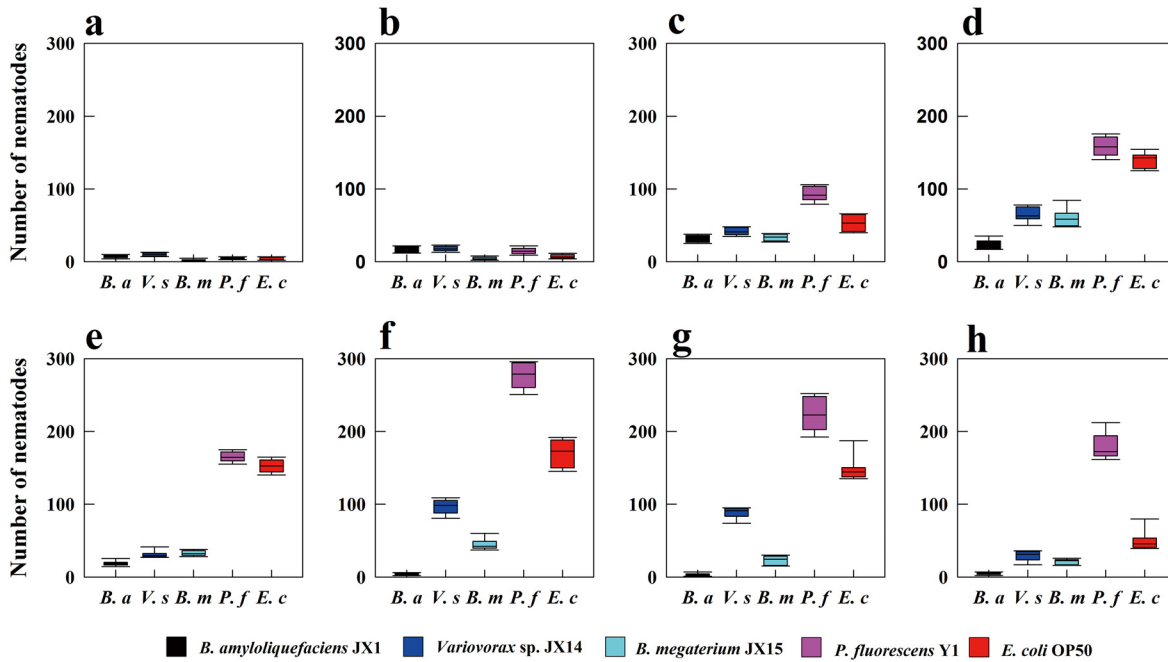 a
b
c
d
Number of nematodes
300
200
100
0
B. a V. s B. m P. f E. c
300
200
100
0
B. a V. s B. m P. f E. c
300
200
100
0
B. a V. s B. m P. f E. c
300
200
100
0
B. a V. s B. m P. f E. c
e
f
g
h
Number of nematodes
300
200
100
0
B. a V. s B. m P. f E. c
300
200
100
0
B. a V. s B. m P. f E. c
300
200
100
0
B. a V. s B. m P. f E. c
300
200
100
0
B. a V. s B. m P. f E. c
B. amyloliquefaciens JX1 Variovorax sp. JX14 B. megaterium JX15 P. fluorescens Y1 E. coli OP50